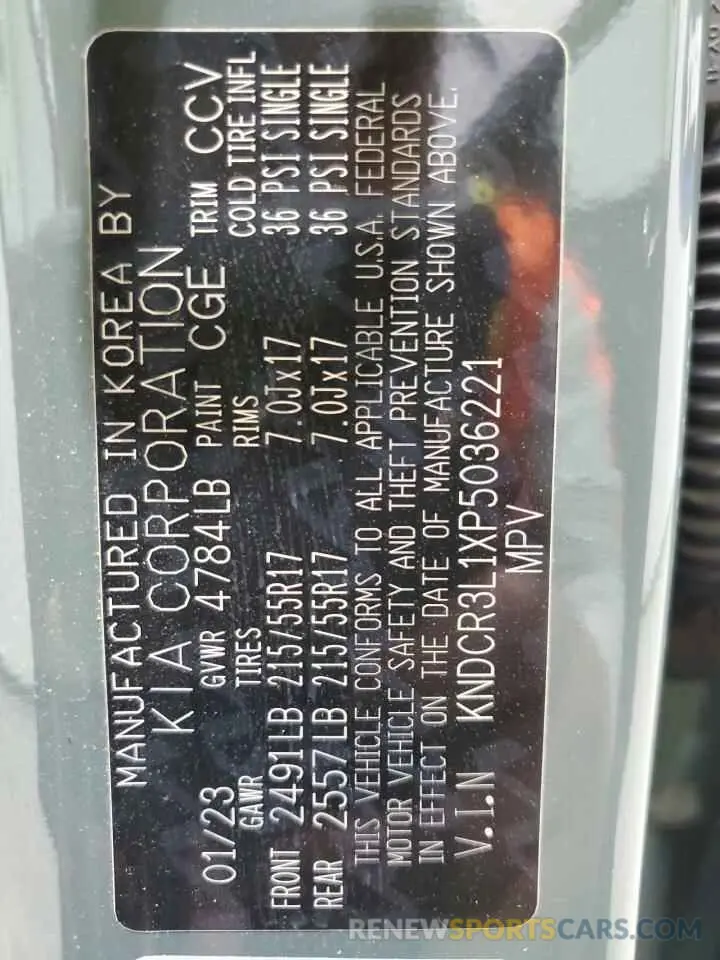 MANUFACTURED IN KOREA BY
KIA CORPORATION
01/23 GVWR 4784LB PAINT CGE TRIM CCV
GAWR TIRES RIMS COLD TIRE INFL
FRONT 2491LB 215/55R17 7.0Jx17 36 PSI SINGLE
REAR 2557LB 215/55R17 7.0Jx17 36 PSI SINGLE
THIS VEHICLE CONFORMS TO ALL APPLICABLE U.S.A. FEDERAL
MOTOR VEHICLE SAFETY AND THEFT PREVENTION STANDARDS
IN EFFECT ON THE DATE OF MANUFACTURE SHOWN ABOVE.
V.I.N KNDCR3L1XP5036221
MPV
RENEWSPORTSCARS.COM